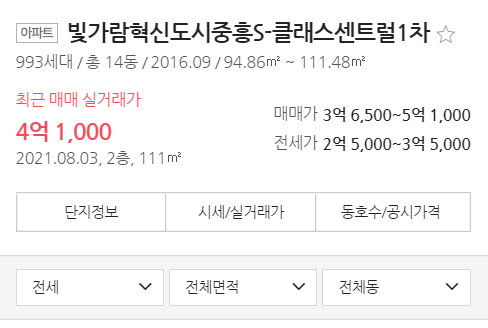 아파트 빛가람혁신도시중흥S-클래스센트럴1차
993세대 / 총 14동 / 2016.09 / 94.86㎡ ~ 111.48㎡
최근 매매 실거래가
4억 1,000
2021.08.03, 2층, 111㎡
매매가 3억 6,500~5억 1,000
전세가 2억 5,000~3억 5,000
단지정보 시세/실거래가 동호수/공시가격
전세 전체면적 전체동